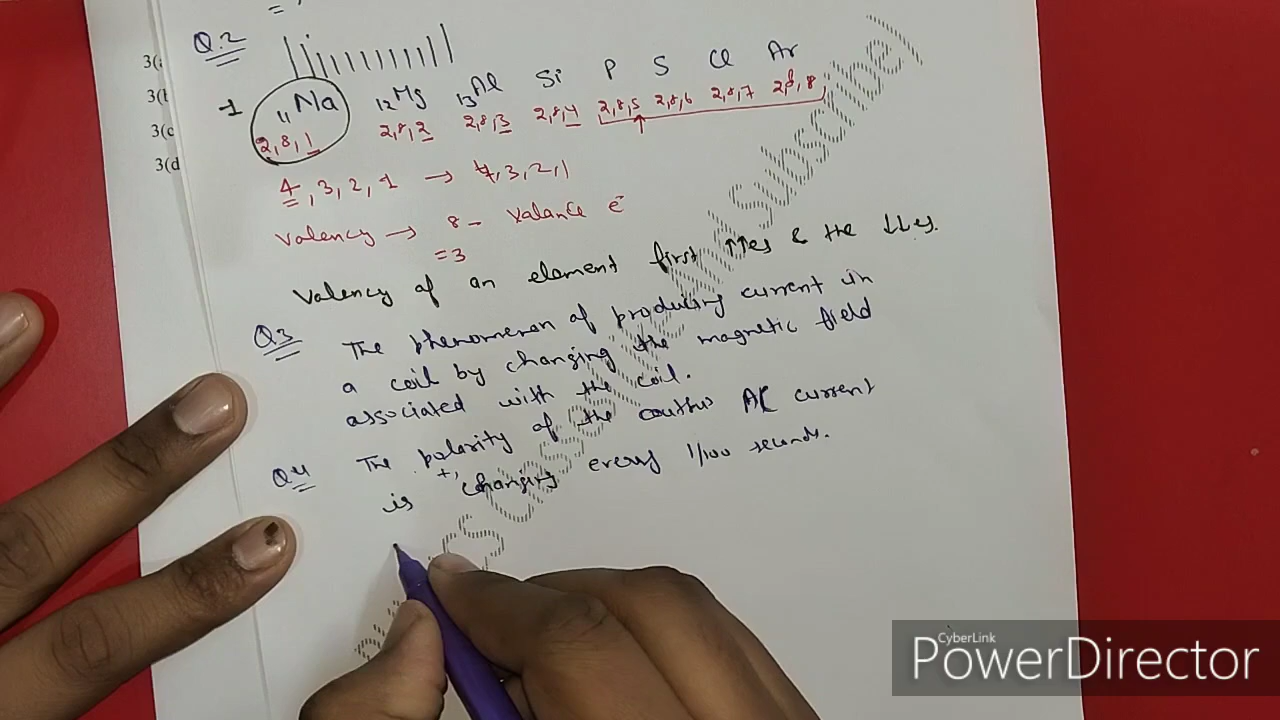 Q.2
3(a
3(b
3(c
3(d
1 11Na 12Mg 13Al Si P S Cl Ar
2,8,1 2,8,2 2,8,3 2,8,4 2,8,5 2,8,6 2,8,7 2,8,8
4, 3, 2, 1 → 4, 3, 2, 1
Valency → 8 - Valance e-
=3
Valency of an element first ↑↑es & the ↓↓es.
Q3 The phenomenon of producing current in
a coil by changing the magnetic field
associated with the coil.
Q4 The polarity of the AC current
is changing every 1/100 seconds.
CyberLink
PowerDirector